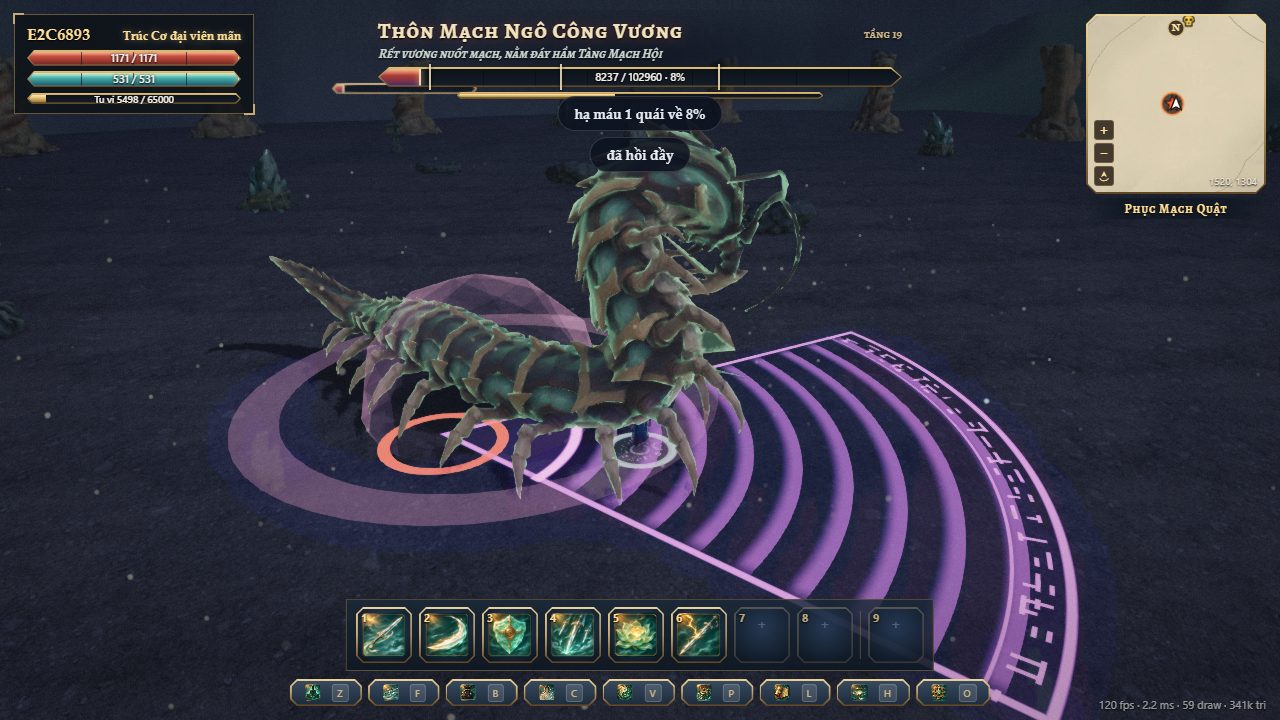 E2C6893 Trúc Cơ đại viên mãn
1171 / 1171
531 / 531
Tu vi 5498 / 65000
Thôn Mạch Ngô Công Vương
TẦNG 19
Rết vương nuốt mạch, nằm đáy hầm Tàng Mạch Hội
8237 / 102960 · 8%
hạ máu 1 quái về 8%
đã hồi đầy
N
+
−
1520, 1304
Phục Mạch Quật
1 2 3 4 5 6 7 8 9
+ + +
Z F B C V P L H O
120 fps · 2.2 ms · 59 draw · 341k tri